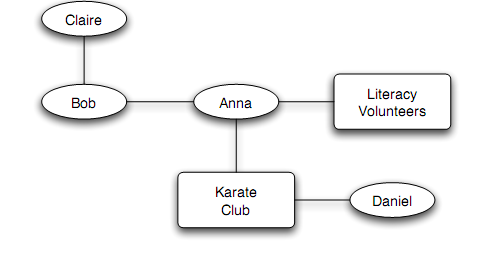 Claire
Bob
Anna
Literacy
Volunteers
Karate
Club
Daniel